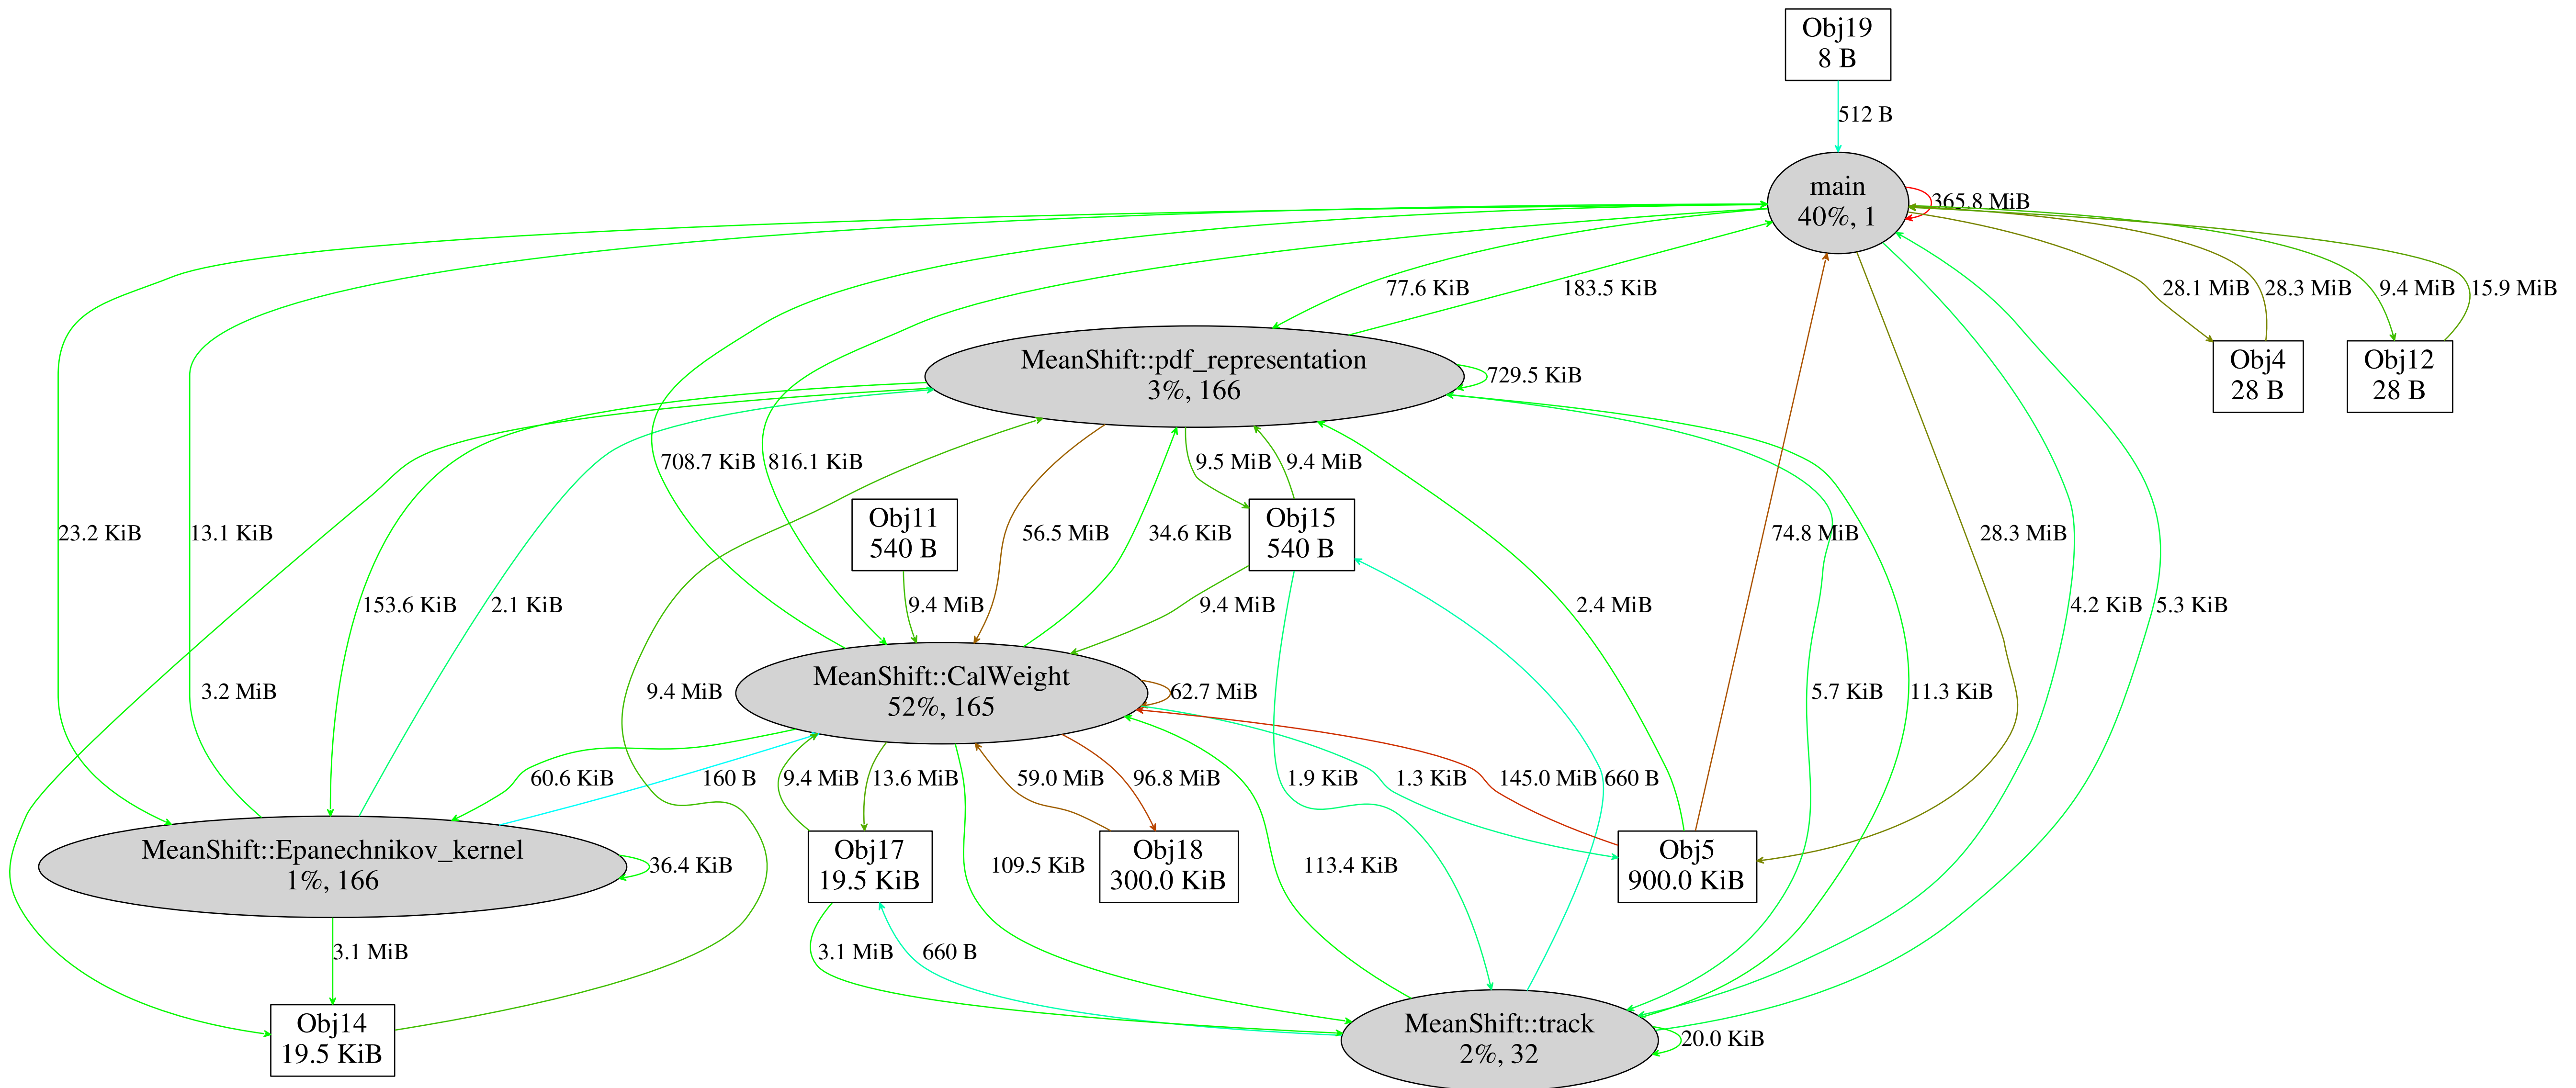 Obj19
8 B
512 B
main
40%, 1
365.8 MiB
77.6 KiB
183.5 KiB
28.1 MiB
28.3 MiB
9.4 MiB
15.9 MiB
MeanShift::pdf_representation
3%, 166
729.5 KiB
Obj4
28 B
Obj12
28 B
708.7 KiB
816.1 KiB
9.5 MiB
9.4 MiB
23.2 KiB
13.1 KiB
Obj11
540 B
56.5 MiB
34.6 KiB
Obj15
540 B
74.8 MiB
28.3 MiB
153.6 KiB
2.1 KiB
9.4 MiB
9.4 MiB
2.4 MiB
4.2 KiB
5.3 KiB
3.2 MiB
9.4 MiB
MeanShift::CalWeight
52%, 165
62.7 MiB
5.7 KiB
11.3 KiB
60.6 KiB
160 B
9.4 MiB
13.6 MiB
59.0 MiB
96.8 MiB
1.9 KiB
1.3 KiB
145.0 MiB
660 B
MeanShift::Epanechnikov_kernel
1%, 166
36.4 KiB
Obj17
19.5 KiB
109.5 KiB
Obj18
300.0 KiB
113.4 KiB
Obj5
900.0 KiB
3.1 MiB
3.1 MiB
660 B
Obj14
19.5 KiB
MeanShift::track
2%, 32
20.0 KiB